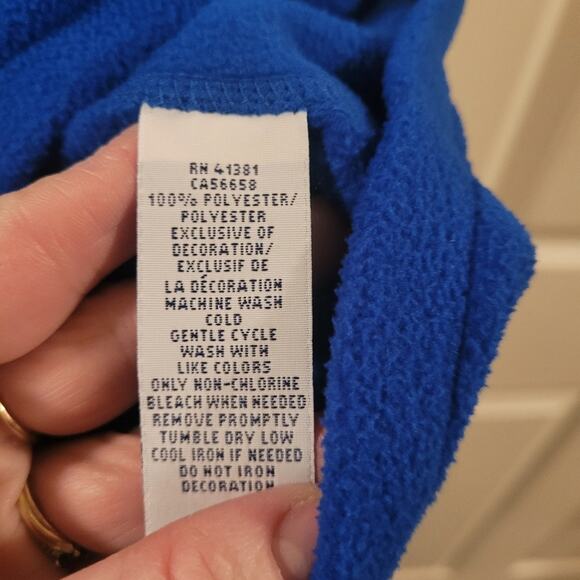 RN 41381
CA56658
100% POLYESTER/
POLYESTER
EXCLUSIVE OF
DECORATION/
EXCLUSIF DE
LA DÉCORATION
MACHINE WASH
COLD
GENTLE CYCLE
WASH WITH
LIKE COLORS
ONLY NON-CHLORINE
BLEACH WHEN NEEDED
REMOVE PROMPTLY
TUMBLE DRY LOW
COOL IRON IF NEEDED
DO NOT IRON
DECORATION